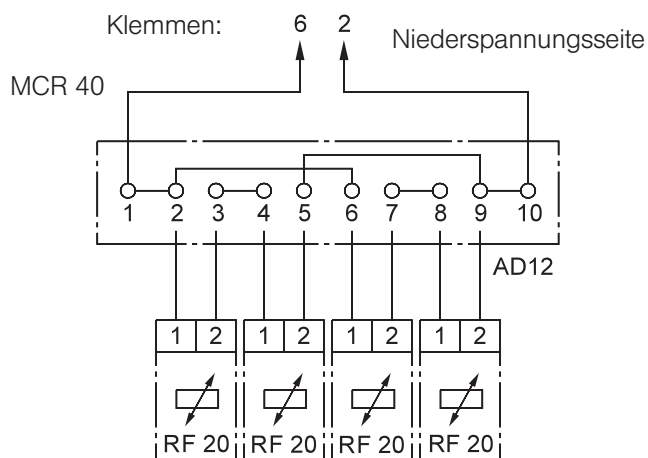 Klemmen: 6 2 Niederspannungsseite
MCR 40
1 2 3 4 5 6 7 8 9 10
AD12
1 2 1 2 1 2 1 2
RF 20 RF 20 RF 20 RF 20